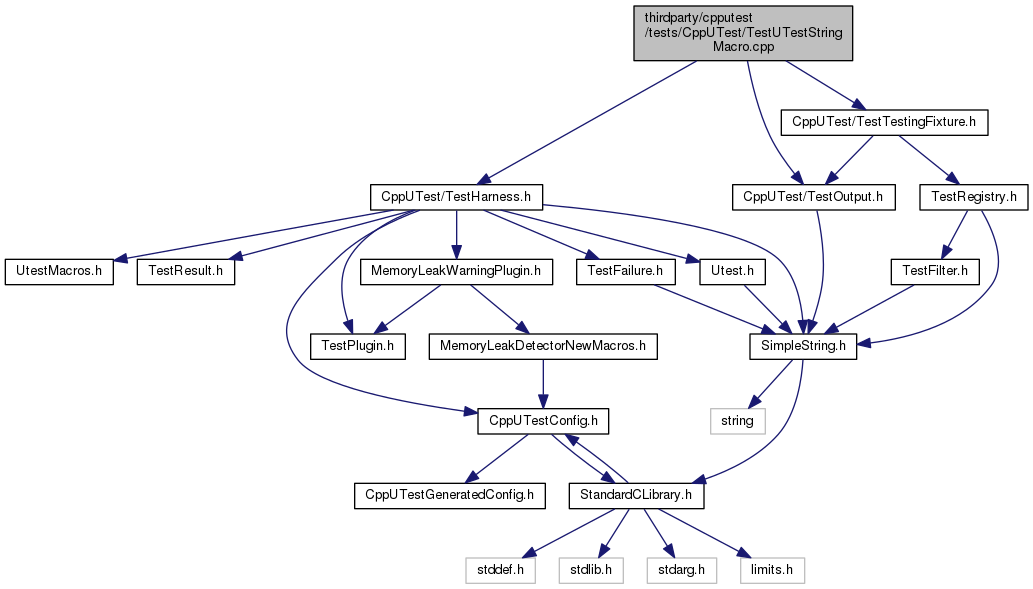 thirdparty/cpputest
/tests/CppUTest/TestUTestString
Macro.cpp
CppUTest/TestTestingFixture.h
CppUTest/TestHarness.h
CppUTest/TestOutput.h
TestRegistry.h
UtestMacros.h
TestResult.h
MemoryLeakWarningPlugin.h
TestFailure.h
Utest.h
TestFilter.h
TestPlugin.h
MemoryLeakDetectorNewMacros.h
SimpleString.h
CppUTestConfig.h
string
CppUTestGeneratedConfig.h
StandardCLibrary.h
stddef.h
stdlib.h
stdarg.h
limits.h